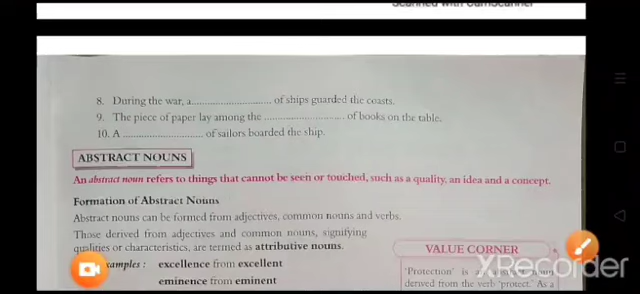 Scanned with CamScanner
8. During the war, a.............................. of ships guarded the coasts.
9. The piece of paper lay among the .............................. of books on the table.
10. A .............................. of sailors boarded the ship.
ABSTRACT NOUNS
An abstract noun refers to things that cannot be seen or touched, such as a quality, an idea and a concept.
Formation of Abstract Nouns
Abstract nouns can be formed from adjectives, common nouns and verbs.
Those derived from adjectives and common nouns, signifying
qualities or characteristics, are termed as attributive nouns.
amples : excellence from excellent
eminence from eminent
VALUE CORNER
'Protection' is an abstract noun
derived from the verb 'protect.' As a
XRecorder